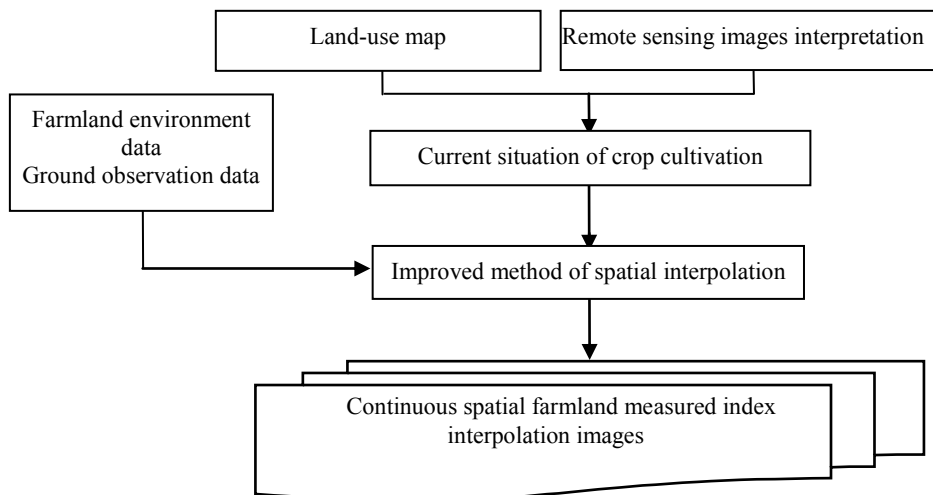 Land-use map
Remote sensing images interpretation
Farmland environment
data
Ground observation data
Current situation of crop cultivation
Improved method of spatial interpolation
Continuous spatial farmland measured index
interpolation images